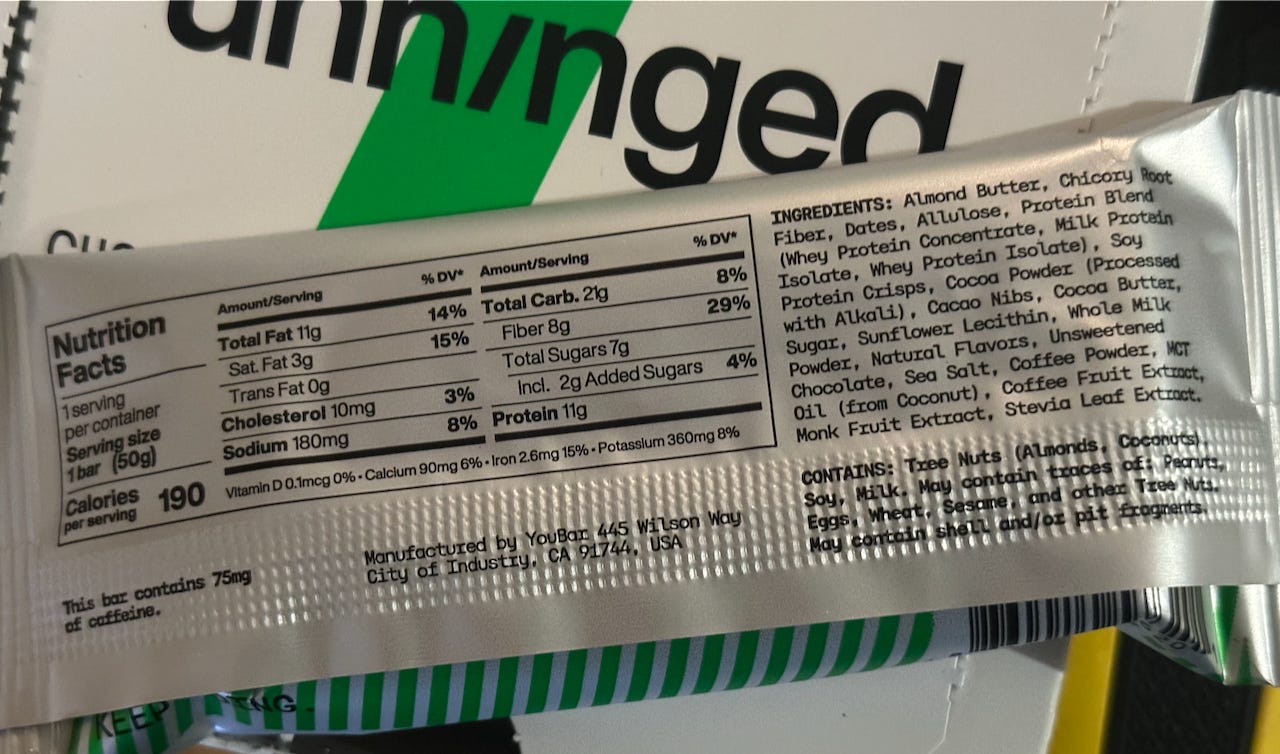 unhinged
Nutrition
Facts
1 serving
per container
Serving size
1 bar (50g)
Calories
per serving 190
Amount/Serving % DV*
Total Fat 11g 14%
Sat. Fat 3g 15%
Trans Fat 0g
Cholesterol 10mg 3%
Sodium 180mg 8%
Amount/Serving % DV*
Total Carb. 21g 8%
Fiber 8g 29%
Total Sugars 7g
Incl. 2g Added Sugars 4%
Protein 11g
Vitamin D 0.1mcg 0% • Calcium 90mg 6% • Iron 2.6mg 15% • Potassium 360mg 8%
This bar contains 75mg
of caffeine.
Manufactured by YouBar 445 Wilson Way
City of Industry, CA 91744, USA
INGREDIENTS: Almond Butter, Chicory Root
Fiber, Dates, Allulose, Protein Blend
(Whey Protein Concentrate, Milk Protein
Isolate, Whey Protein Isolate), Soy
Protein Crisps, Cocoa Powder (Processed
with Alkali), Cacao Nibs, Cocoa Butter,
Sugar, Sunflower Lecithin, Whole Milk
Powder, Natural Flavors, Unsweetened
Chocolate, Sea Salt, Coffee Powder, MCT
Oil (from Coconut), Coffee Fruit Extract,
Monk Fruit Extract, Stevia Leaf Extract.
CONTAINS: Tree Nuts (Almonds, Coconuts),
Soy, Milk. May contain traces of: Peanuts,
Eggs, Wheat, Sesame, and other Tree Nuts.
May contain shell and/or pit fragments.
KEEP